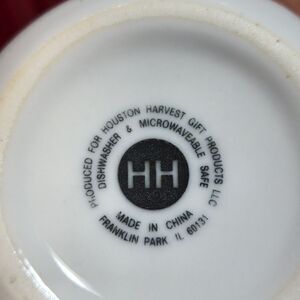 PRODUCED FOR HOUSTON HARVEST GIFT PRODUCTS LLC
DISHWASHER & MICROWAVEABLE SAFE
HH
MADE IN CHINA
FRANKLIN PARK IL 60131